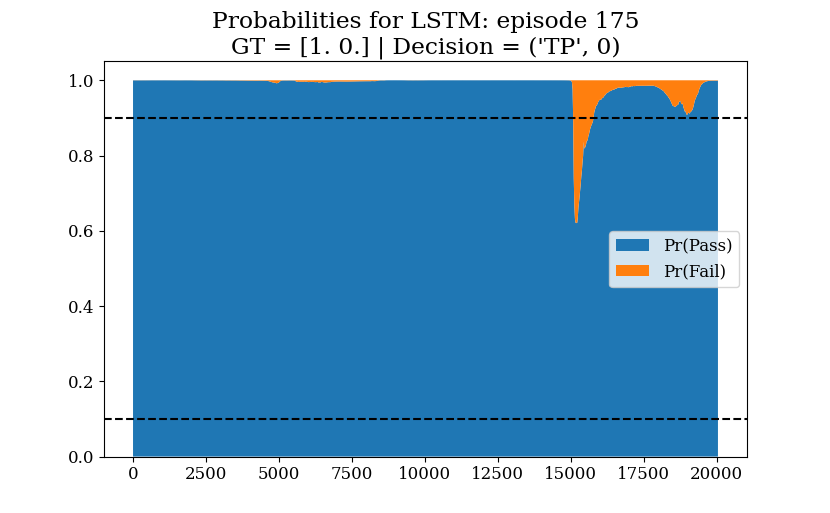 Probabilities for LSTM: episode 175
GT = [1. 0.] | Decision = ('TP', 0)
1.0
0.8
0.6
0.4
0.2
0.0
Pr(Pass)
Pr(Fail)
0 2500 5000 7500 10000 12500 15000 17500 20000